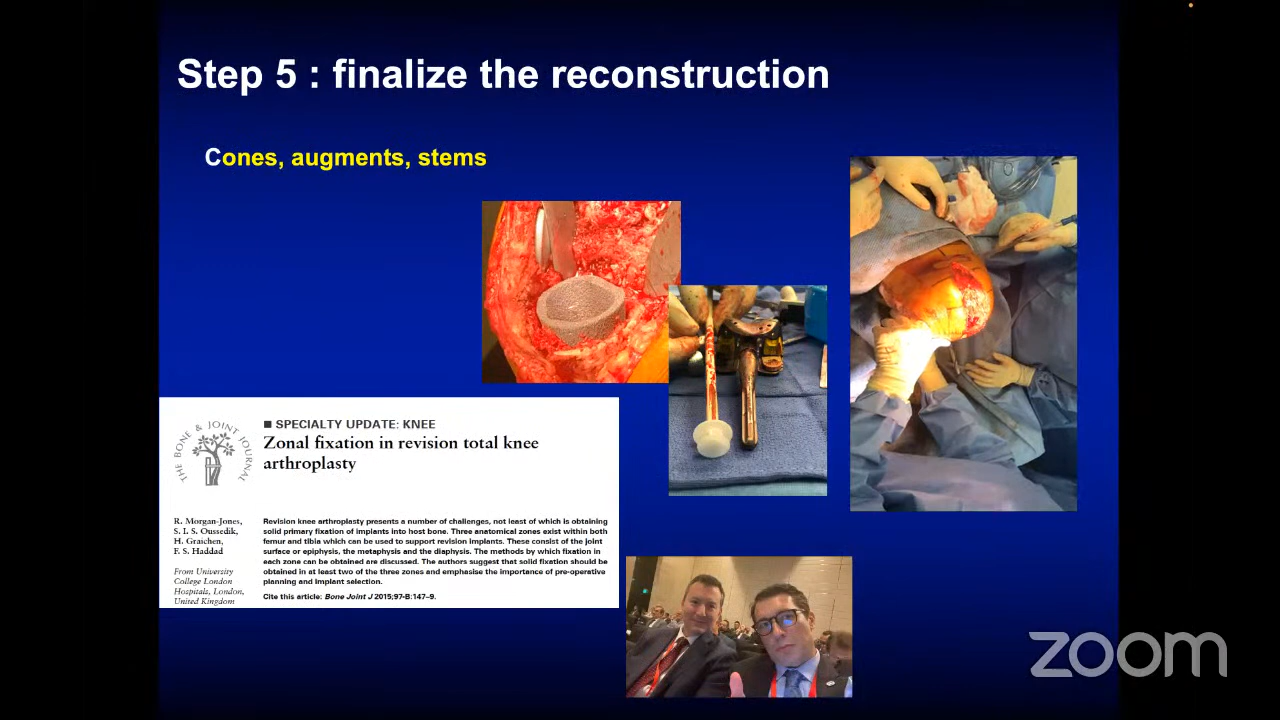 Step 5 : finalize the reconstruction
Cones, augments, stems
THE BONE & JOINT JOURNAL
■ SPECIALTY UPDATE: KNEE
Zonal fixation in revision total knee
arthroplasty
R. Morgan-Jones,
S. I. S. Oussedik,
H. Graichen,
F. S. Haddad
From University
College London
Hospitals, London,
United Kingdom
Revision knee arthroplasty presents a number of challenges, not least of which is obtaining
solid primary fixation of implants into host bone. Three anatomical zones exist within both
femur and tibia which can be used to support revision implants. These consist of the joint
surface or epiphysis, the metaphysis and the diaphysis. The methods by which fixation in
each zone can be obtained are discussed. The authors suggest that solid fixation should be
obtained in at least two of the three zones and emphasise the importance of pre-operative
planning and implant selection.
Cite this article: Bone Joint J 2015;97-B:147–9.
zoom